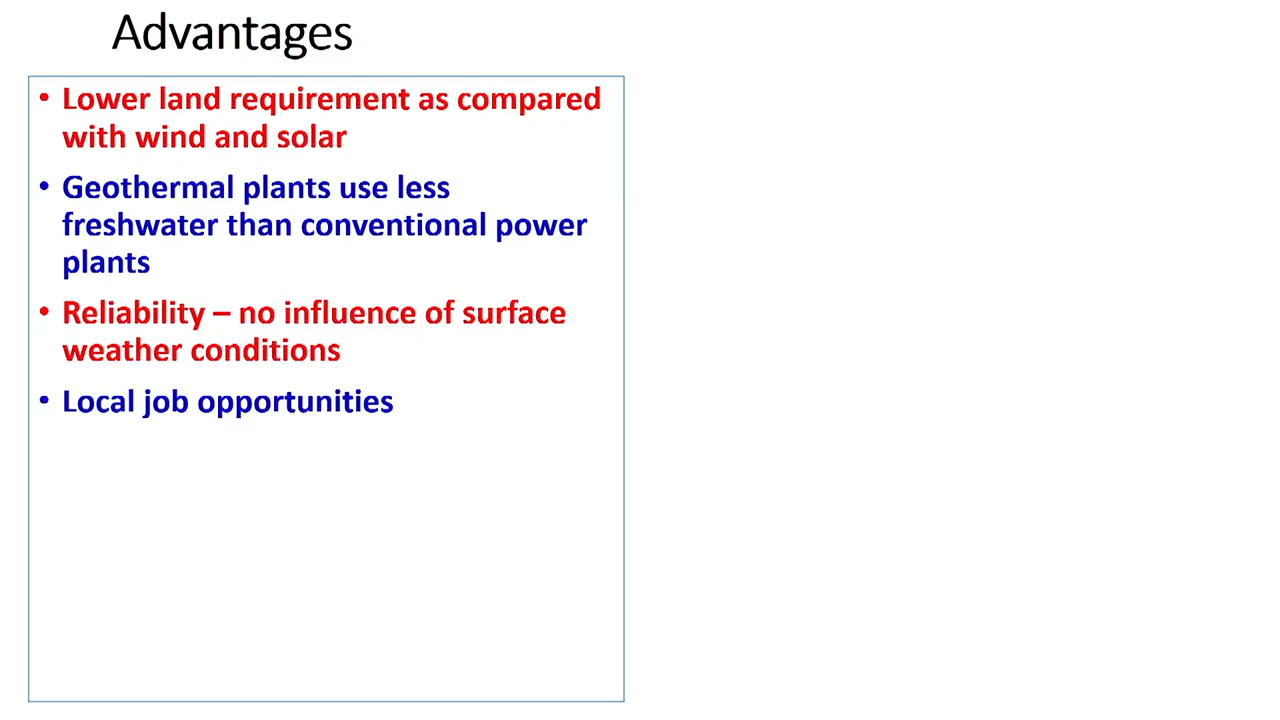 Advantages
• Lower land requirement as compared
with wind and solar
• Geothermal plants use less
freshwater than conventional power
plants
• Reliability – no influence of surface
weather conditions
• Local job opportunities